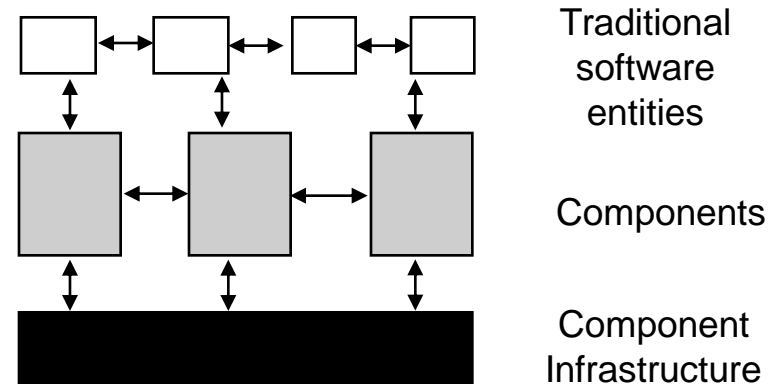 Traditional
software
entities
Components
Component
Infrastructure